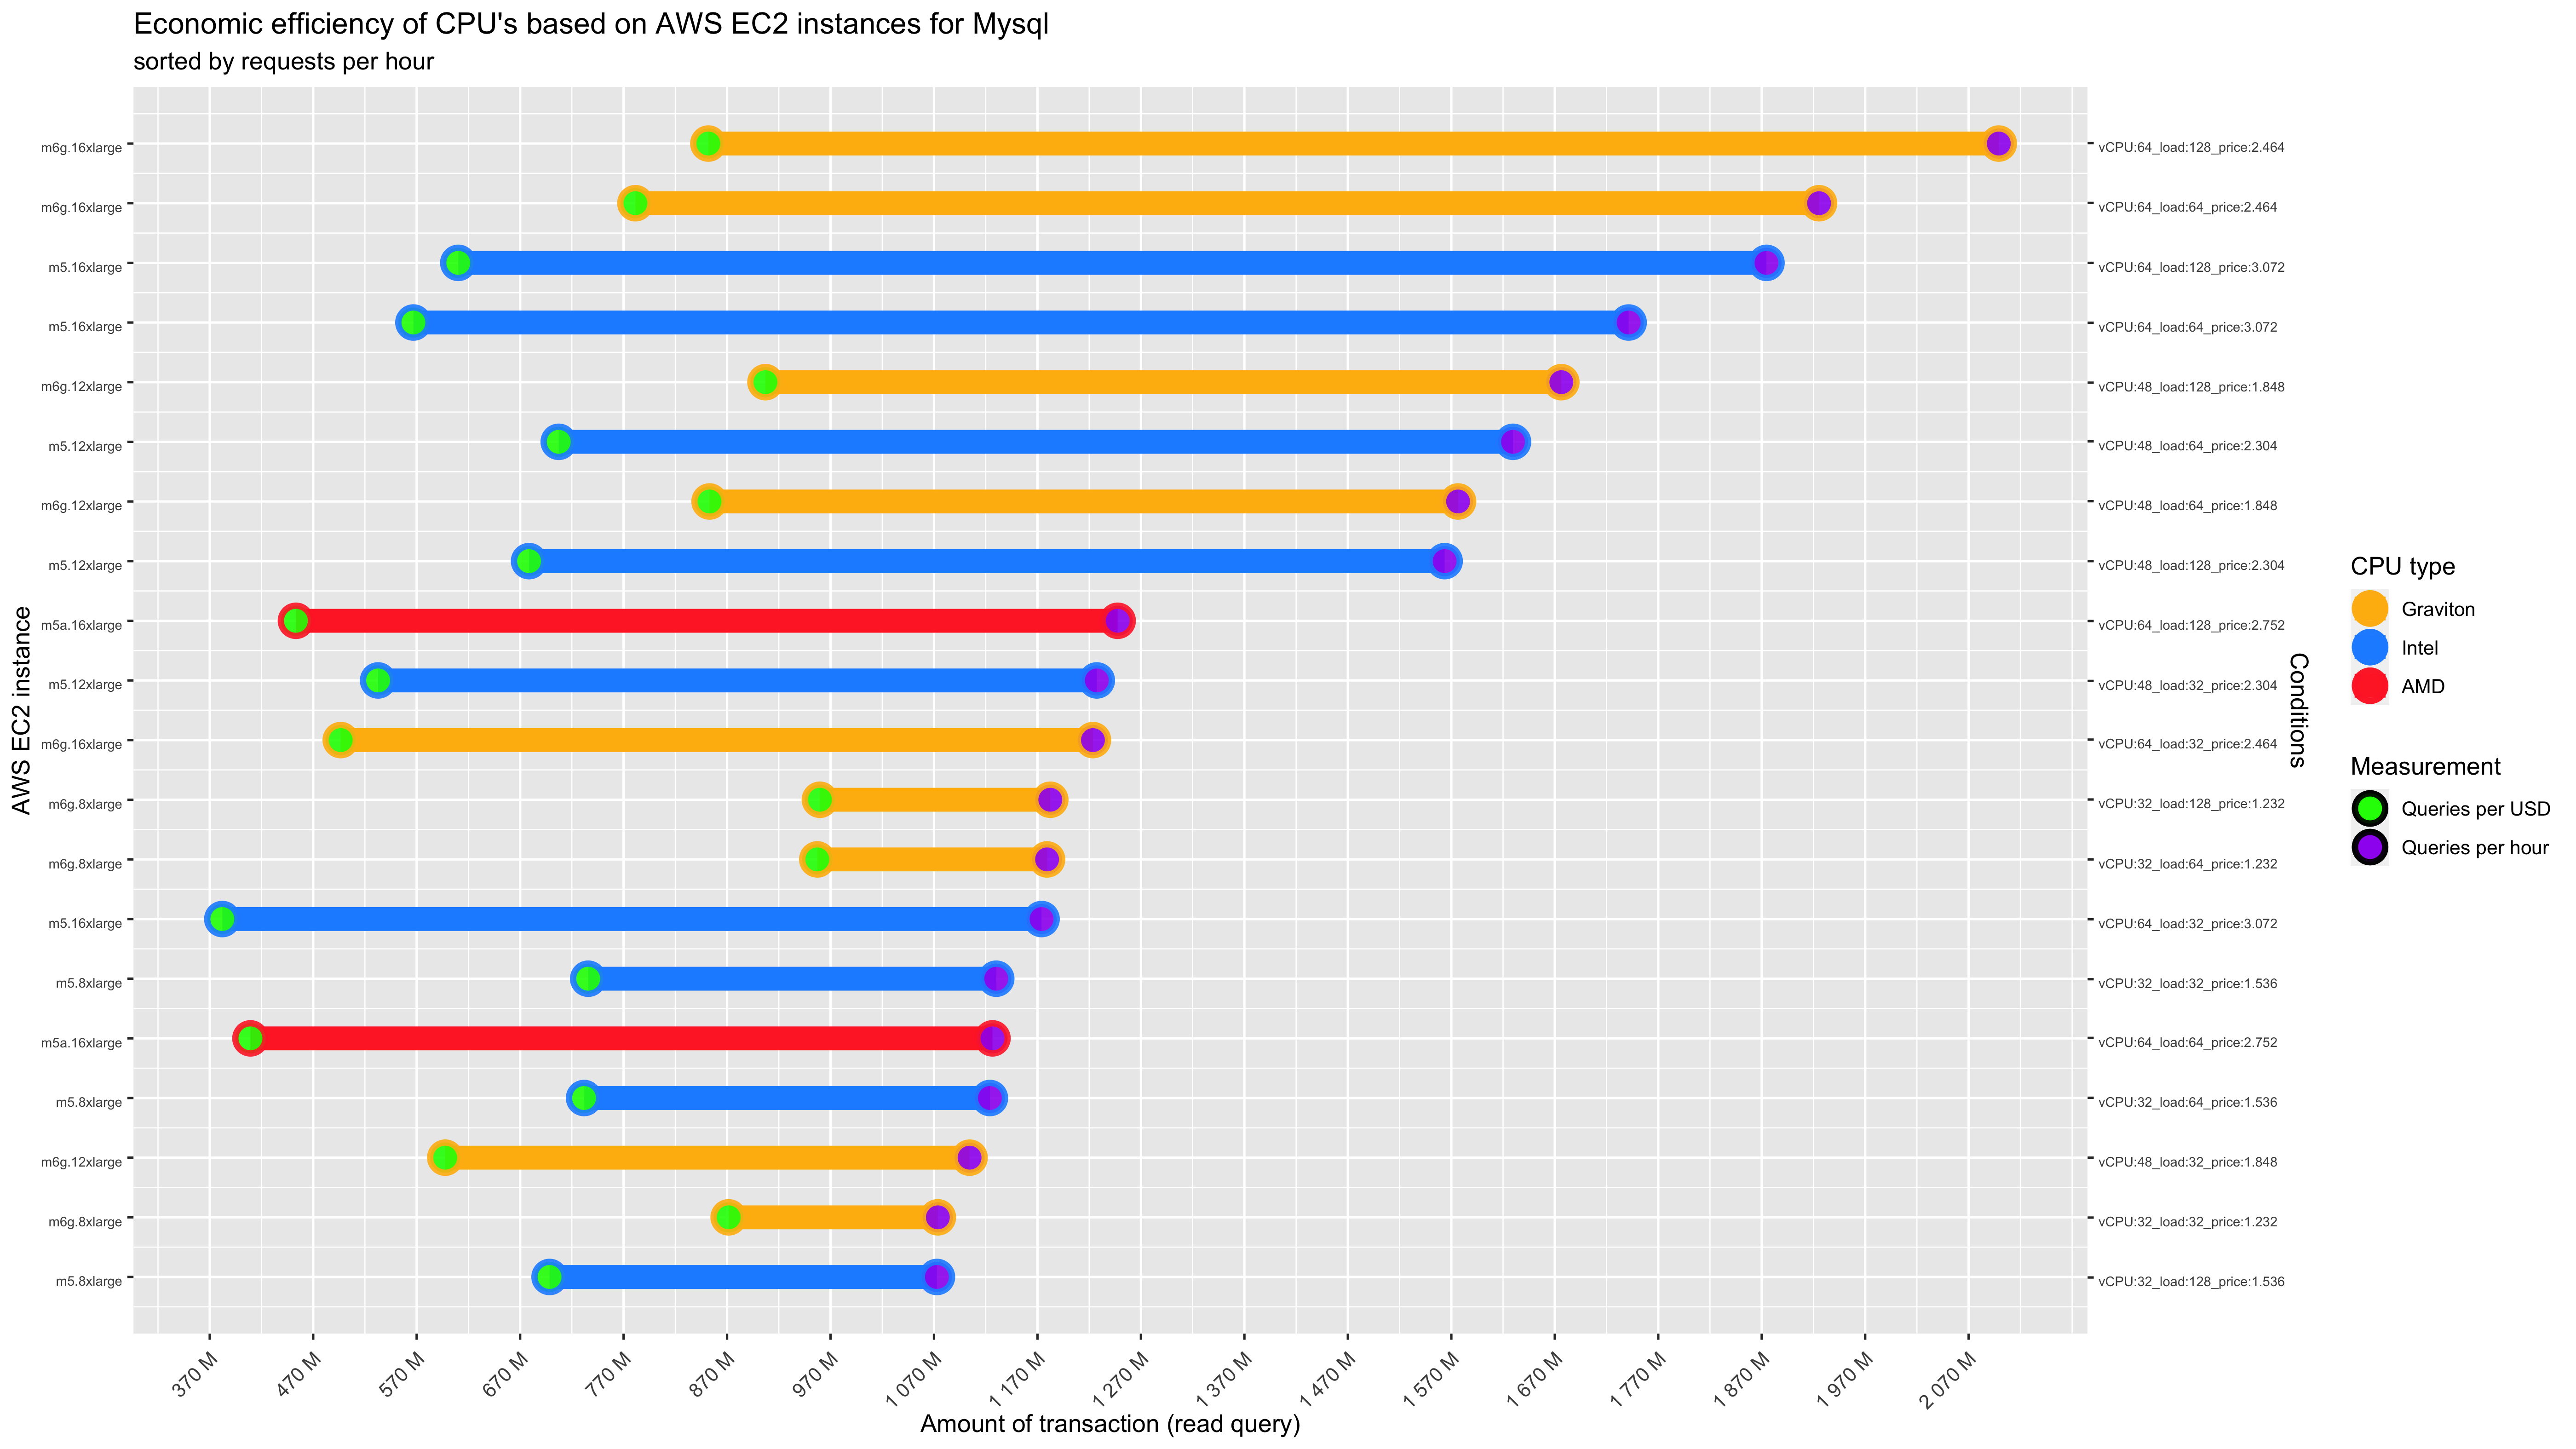 Economic efficiency of CPU's based on AWS EC2 instances for Mysql
sorted by requests per hour
AWS EC2 instance
m6g.16xlarge
m6g.16xlarge
m5.16xlarge
m5.16xlarge
m6g.12xlarge
m5.12xlarge
m6g.12xlarge
m5.12xlarge
m5a.16xlarge
m5.12xlarge
m6g.16xlarge
m6g.8xlarge
m6g.8xlarge
m5.16xlarge
m5.8xlarge
m5a.16xlarge
m5.8xlarge
m6g.12xlarge
m6g.8xlarge
m5.8xlarge
vCPU:64_load:128_price:2.464
vCPU:64_load:64_price:2.464
vCPU:64_load:128_price:3.072
vCPU:64_load:64_price:3.072
vCPU:48_load:128_price:1.848
vCPU:48_load:64_price:2.304
vCPU:48_load:64_price:1.848
vCPU:48_load:128_price:2.304
vCPU:64_load:128_price:2.752
vCPU:48_load:32_price:2.304
vCPU:64_load:32_price:2.464
vCPU:32_load:128_price:1.232
vCPU:32_load:64_price:1.232
vCPU:64_load:32_price:3.072
vCPU:32_load:32_price:1.536
vCPU:64_load:64_price:2.752
vCPU:32_load:64_price:1.536
vCPU:48_load:32_price:1.848
vCPU:32_load:32_price:1.232
vCPU:32_load:128_price:1.536
Conditions
370 M
470 M
570 M
670 M
770 M
870 M
970 M
1 070 M
1 170 M
1 270 M
1 370 M
1 470 M
1 570 M
1 670 M
1 770 M
1 870 M
1 970 M
2 070 M
Amount of transaction (read query)
CPU type
Graviton
Intel
AMD
Measurement
Queries per USD
Queries per hour